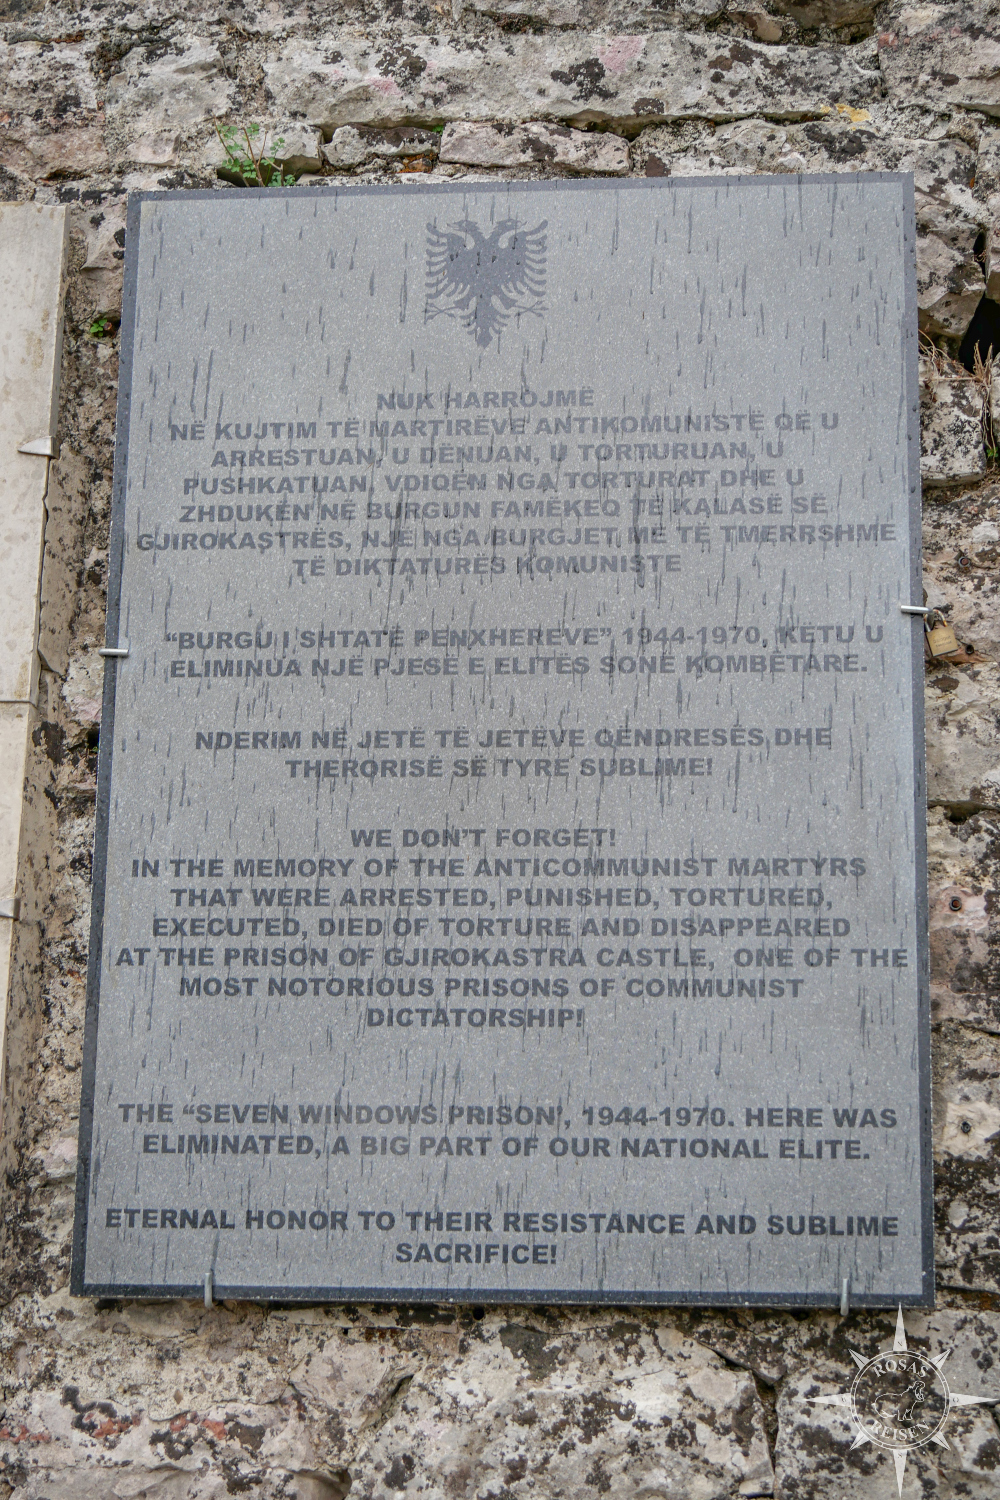 NUK HARROJMË
NË KUJTIM TË MARTIRËVE ANTIKOMUNISTË QË U
ARRESTUAN, U DËNUAN, U TORTURUAN, U
PUSHKATUAN, VDIQËN NGA TORTURAT DHE U
ZHDUKËN NË BURGUN FAMËKEQ TË KALASË SË
GJIROKASTRËS, NJË NGA BURGJET MË TË TMERRSHME
TË DIKTATURËS KOMUNISTE
“BURGU I SHTATË PENXHEREVE” 1944-1970, KËTU U
ELIMINUA NJË PJESË E ELITËS SONË KOMBËTARE.
NDERIM NË JETË TË JETËVE QËNDRESËS DHE
THERORISË SË TYRE SUBLIME!
WE DON'T FORGET!
IN THE MEMORY OF THE ANTICOMMUNIST MARTYRS
THAT WERE ARRESTED, PUNISHED, TORTURED,
EXECUTED, DIED OF TORTURE AND DISAPPEARED
AT THE PRISON OF GJIROKASTRA CASTLE, ONE OF THE
MOST NOTORIOUS PRISONS OF COMMUNIST
DICTATORSHIP!
THE “SEVEN WINDOWS PRISON', 1944-1970. HERE WAS
ELIMINATED, A BIG PART OF OUR NATIONAL ELITE.
ETERNAL HONOR TO THEIR RESISTANCE AND SUBLIME
SACRIFICE!
ROSAS
REISEN